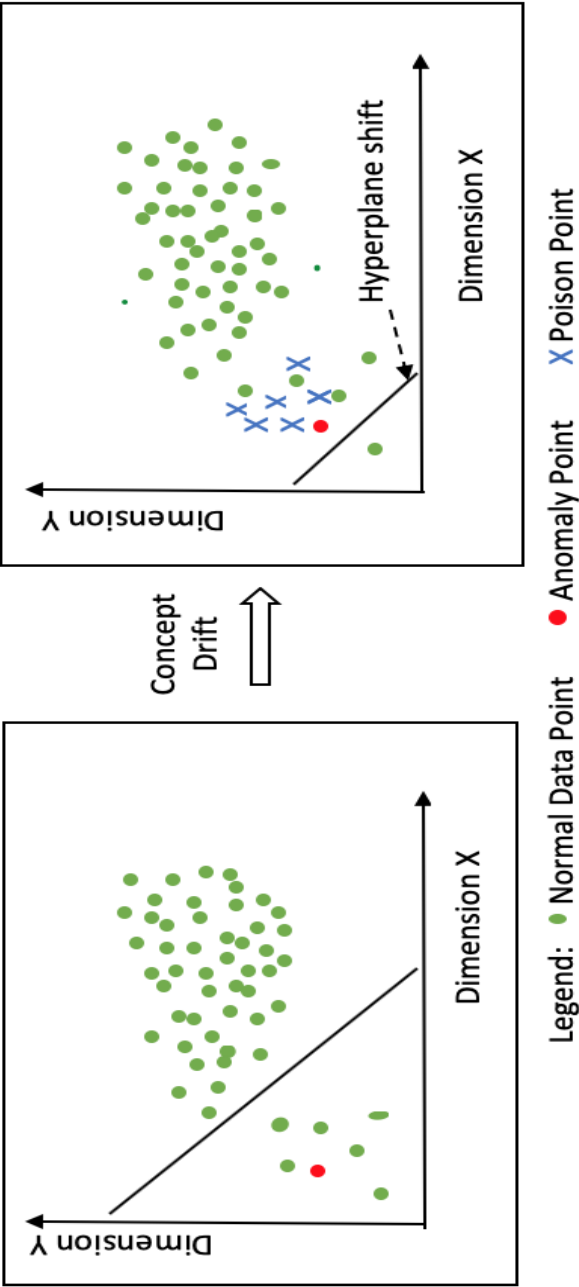 Dimension Y
Dimension X
Concept
Drift
Dimension Y
Hyperplane shift
Dimension X
Legend: Normal Data Point Anomaly Point X Poison Point